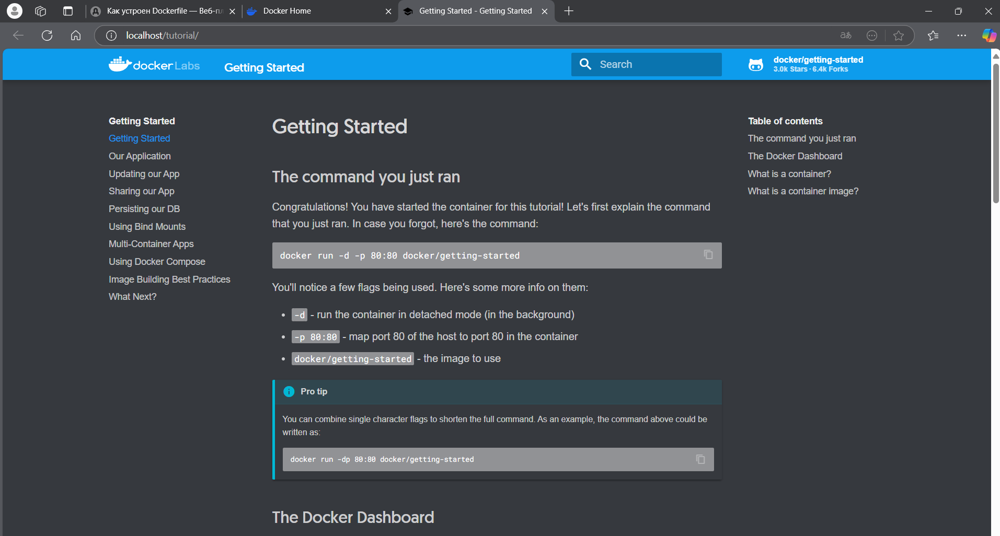 Как устроен Dockerfile — Веб-пл
Docker Home
Getting Started - Getting Started
localhost/tutorial/
docker Labs
Getting Started
Search
docker/getting-started
3.0k Stars · 6.4k Forks
Getting Started
Getting Started
Our Application
Updating our App
Sharing our App
Persisting our DB
Using Bind Mounts
Multi-Container Apps
Using Docker Compose
Image Building Best Practices
What Next?
Getting Started
The command you just ran
Congratulations! You have started the container for this tutorial! Let's first explain the command
that you just ran. In case you forgot, here's the command:
docker run -d -p 80:80 docker/getting-started
You'll notice a few flags being used. Here's some more info on them:
-d - run the container in detached mode (in the background)
-p 80:80 - map port 80 of the host to port 80 in the container
docker/getting-started - the image to use
Pro tip
You can combine single character flags to shorten the full command. As an example, the command above could be
written as:
docker run -dp 80:80 docker/getting-started
The Docker Dashboard
Table of contents
The command you just ran
The Docker Dashboard
What is a container?
What is a container image?